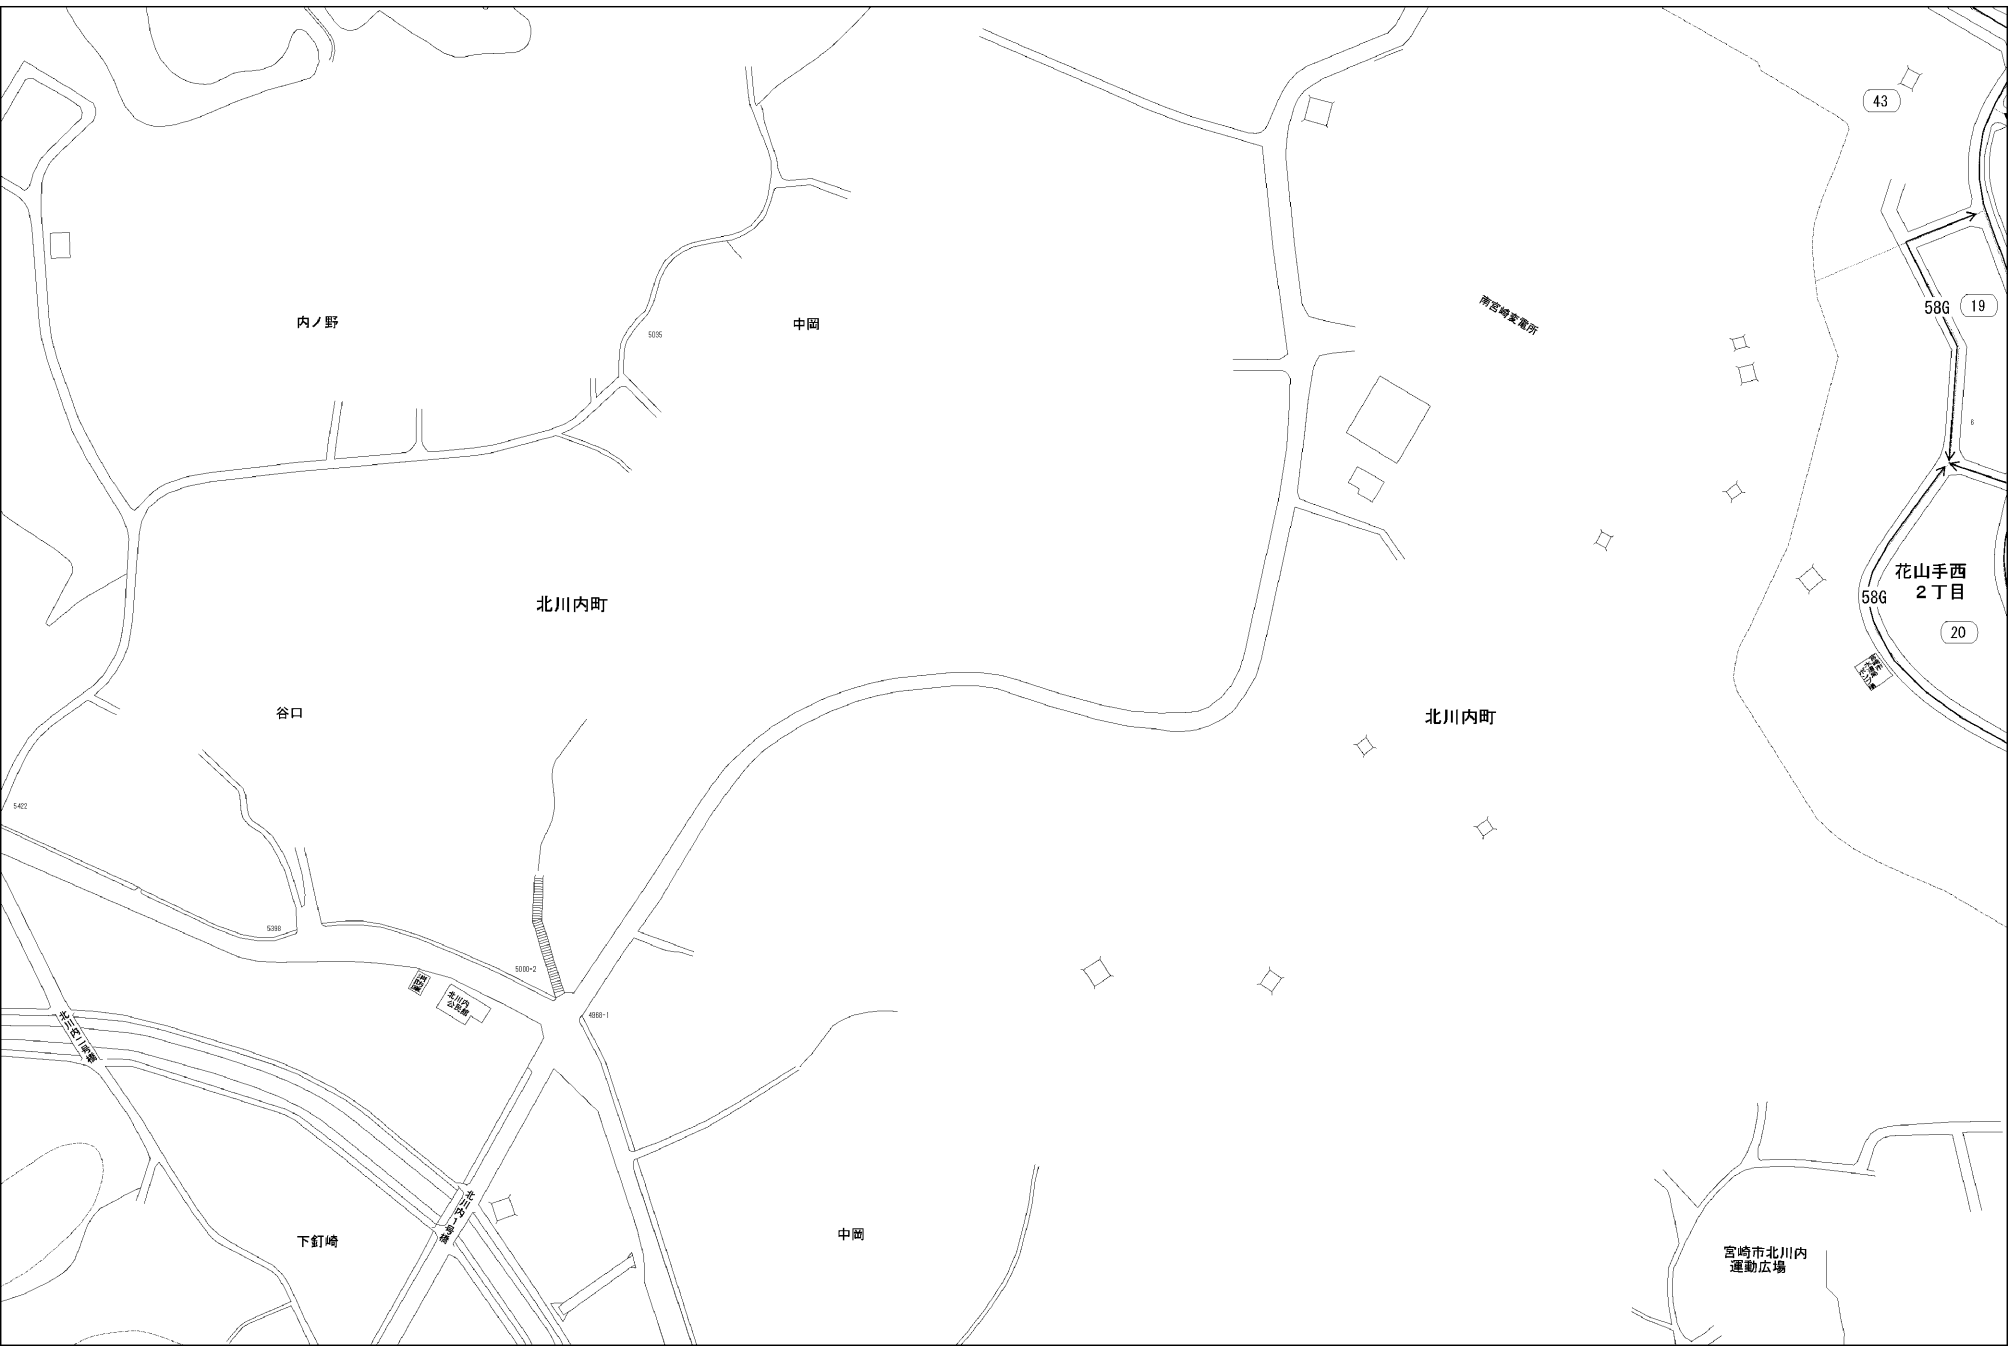 43
58G
19
内ノ野
中岡
南宮崎変電所
5035
6
花山手西
2丁目
58G
20
北川内町
北川内町
谷口
5422
5398
5000-2
北川内
公民館
4968-1
北川内二号橋
北川内1号橋
下釘崎
中岡
宮崎市北川内
運動広場